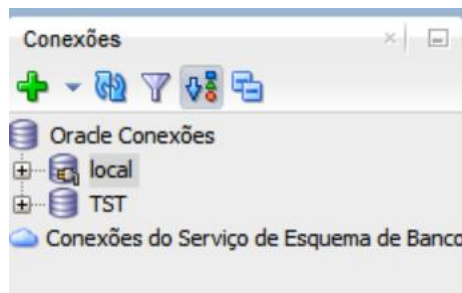 Conexões
Oracle Conexões
local
TST
Conexões do Serviço de Esquema de Banco